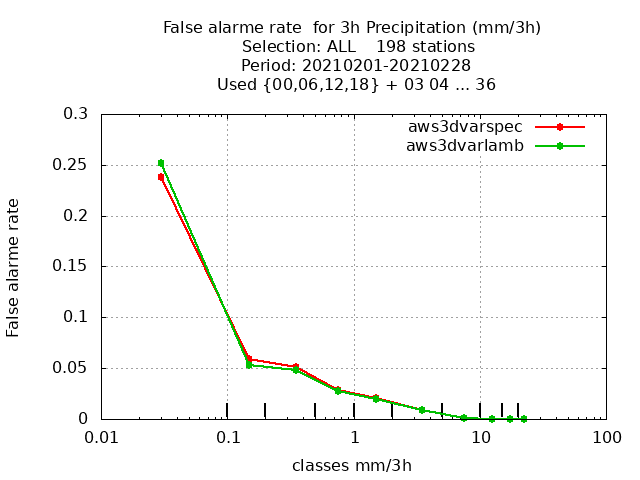 False alarme rate  for 3h Precipitation (mm/3h)
Selection: ALL    198 stations
Period: 20210201-20210228
Used {00,06,12,18} + 03 04 ... 36
aws3dvarspec
aws3dvarlamb
False alarme rate
0.3
0.25
0.2
0.15
0.1
0.05
0
0.01 0.1 1 10 100
classes mm/3h